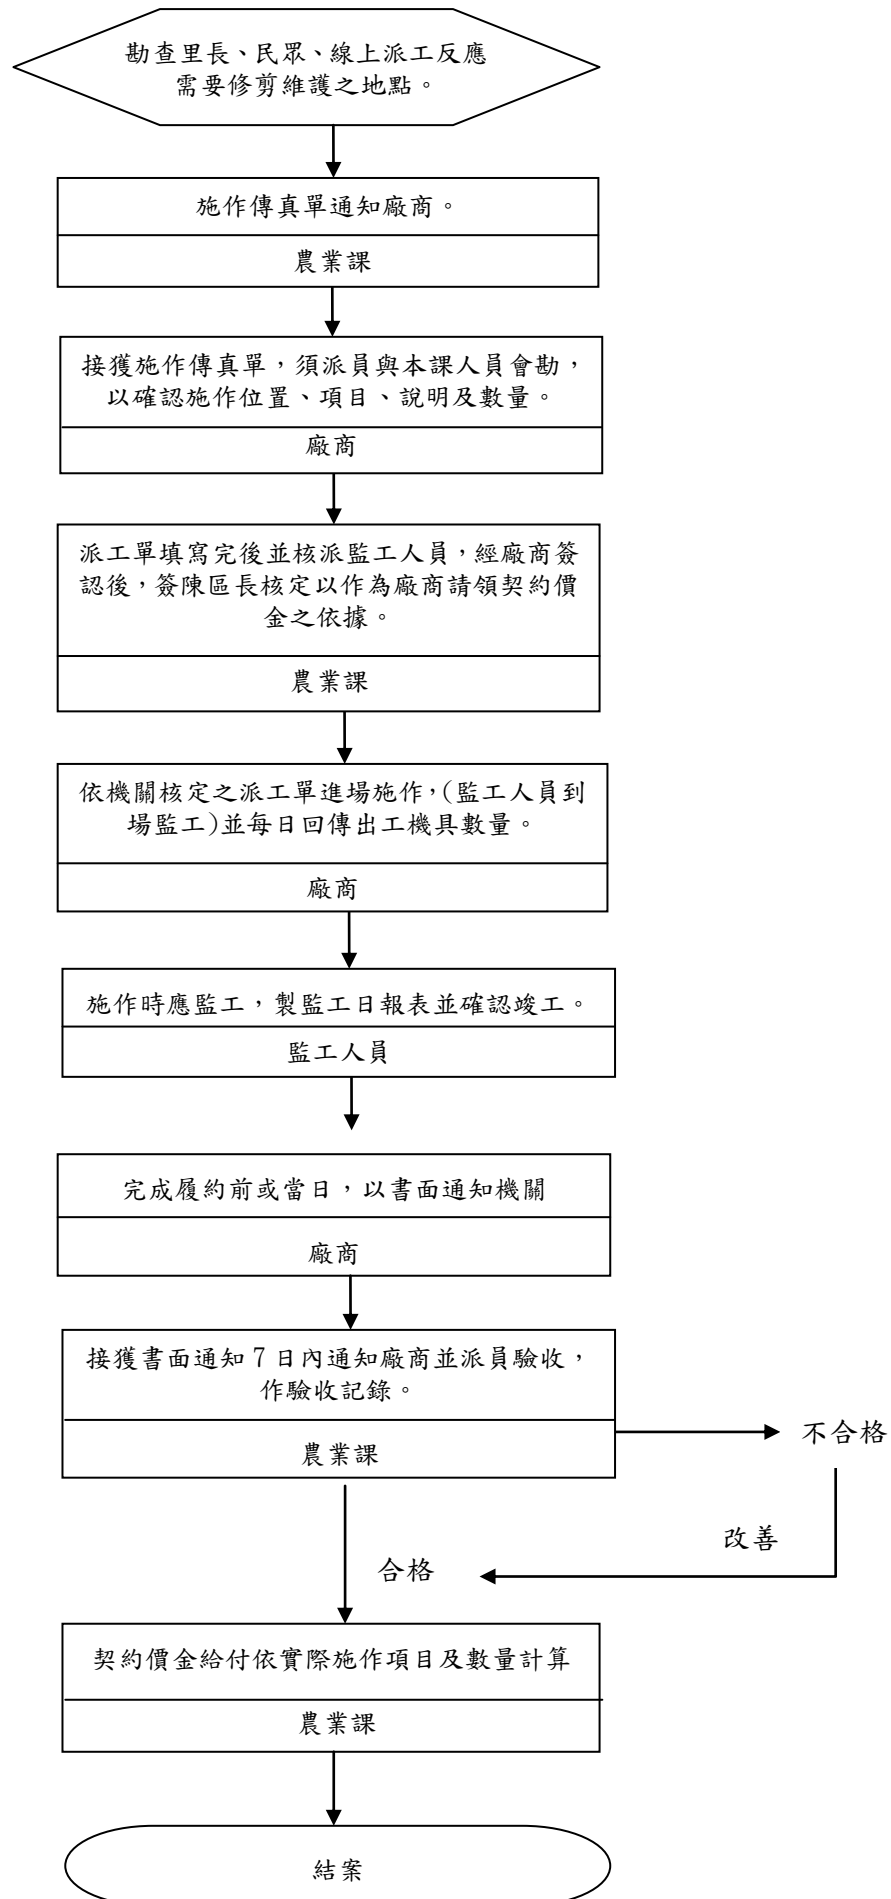 勘查里長、民眾、線上派工反應
需要修剪維護之地點。
施作傳真單通知廠商。
農業課
接獲施作傳真單，須派員與本課人員會勘，
以確認施作位置、項目、說明及數量。
廠商
派工單填寫完後並核派監工人員，經廠商簽
認後，簽陳區長核定以作為廠商請領契約價
金之依據。
農業課
依機關核定之派工單進場施作，(監工人員到
場監工)並每日回傳出工機具數量。
廠商
施作時應監工，製監工日報表並確認竣工。
監工人員
完成履約前或當日，以書面通知機關
廠商
接獲書面通知7日內通知廠商並派員驗收，
作驗收記錄。
農業課
不合格
改善
合格
契約價金給付依實際施作項目及數量計算
農業課
結案